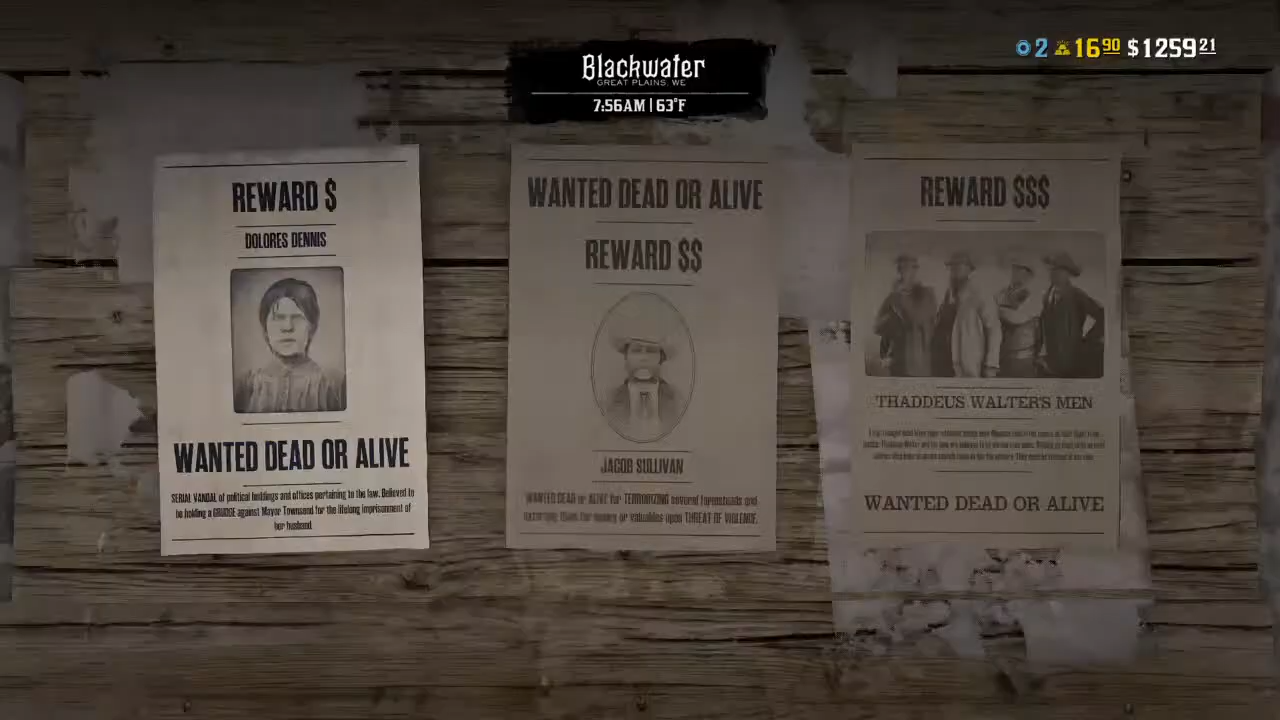 2 16.90 $1259.21
Blackwater
GREAT PLAINS, WE
7:56AM | 63°F
REWARD $
DOLORES DENNIS
WANTED DEAD OR ALIVE
SERIAL VANDAL of political holdings and offices pertaining to the law. Believed to
be holding a GRUDGE against Mayor Townsend for the lifelong imprisonment of
her husband.
WANTED DEAD OR ALIVE
REWARD $$
JACOB SULLIVAN
WANTED DEAD or ALIVE for TERRORIZING several farmsteads and
extorting them for money or valuables upon THREAT OF VIOLENCE.
REWARD $$$
THADDEUS WALTER'S MEN
WANTED DEAD OR ALIVE